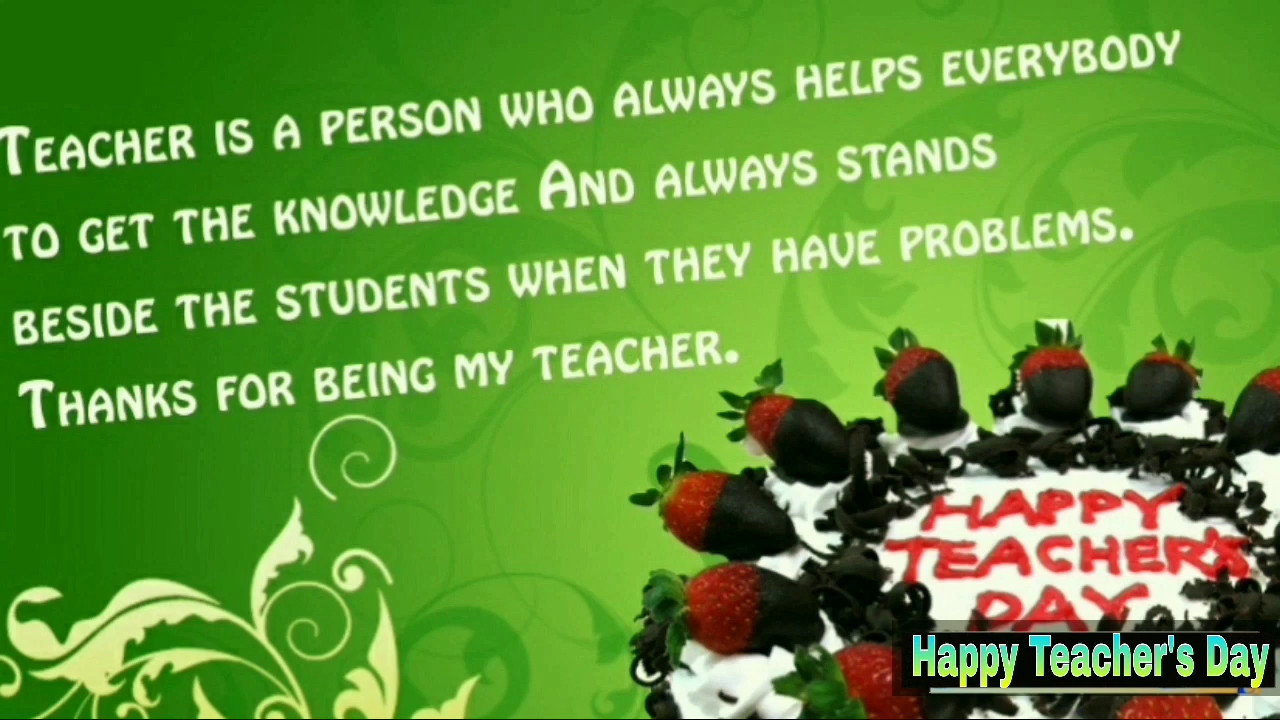 Teacher is a person who always helps everybody
to get the knowledge And always stands
beside the students when they have problems.
Thanks for being my teacher.
HAPPY
TEACHER'S
DAY
Happy Teacher's Day